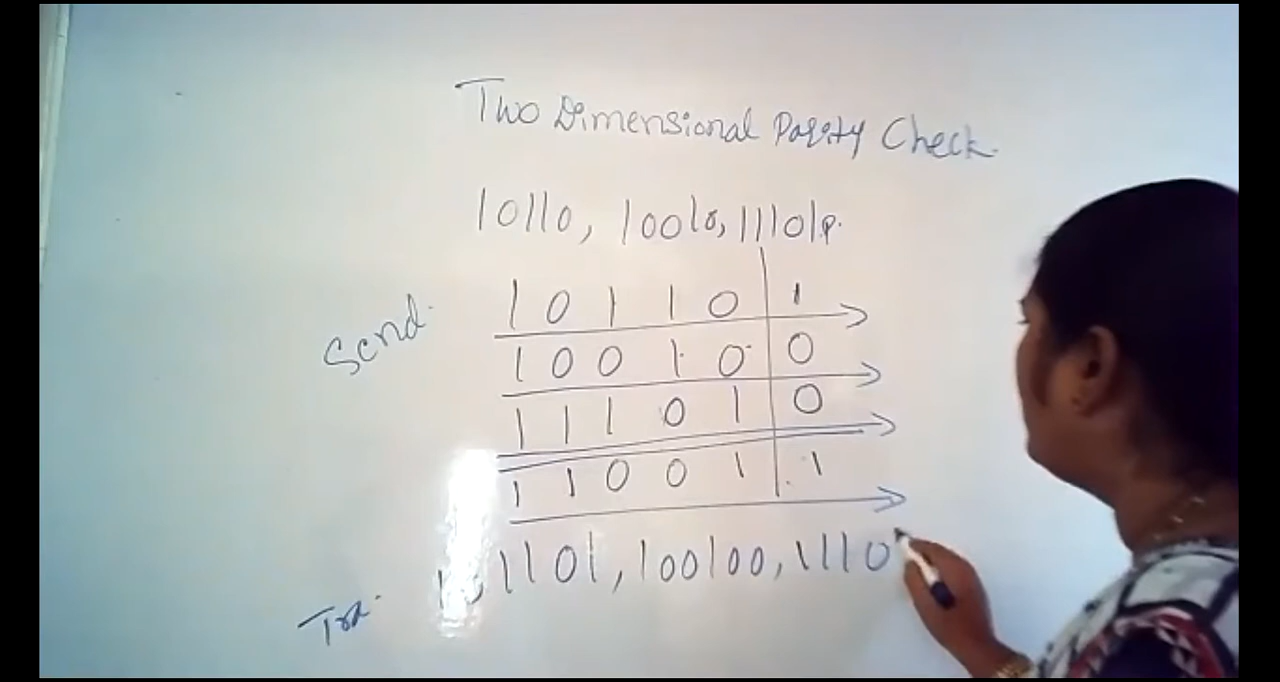 Two Dimensional Parity Check.
10110, 10010, 11101
Send.
1 0 1 1 0 1
1 0 0 1 0 0
1 1 1 0 1 0
1 1 0 0 1 1
1101, 100100, 1110
Tra.